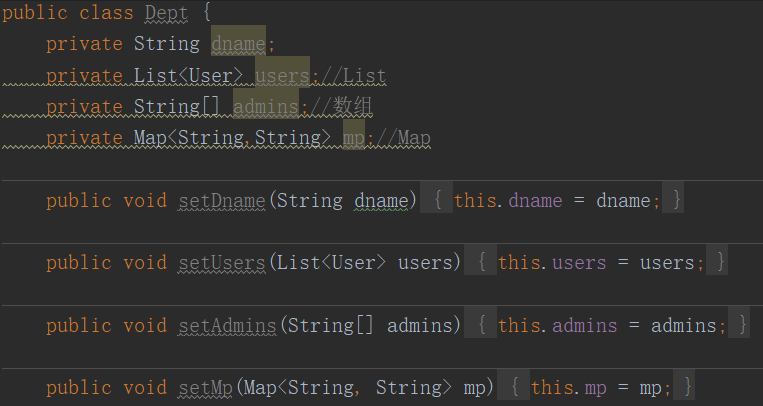 public class Dept {
private String dname;
private List<User> users;//List
private String[] admins;//数组
private Map<String,String> mp;//Map
public void setDname(String dname) { this.dname = dname; }
public void setUsers(List<User> users) { this.users = users; }
public void setAdmins(String[] admins) { this.admins = admins; }
public void setMp(Map<String, String> mp) { this.mp = mp; }